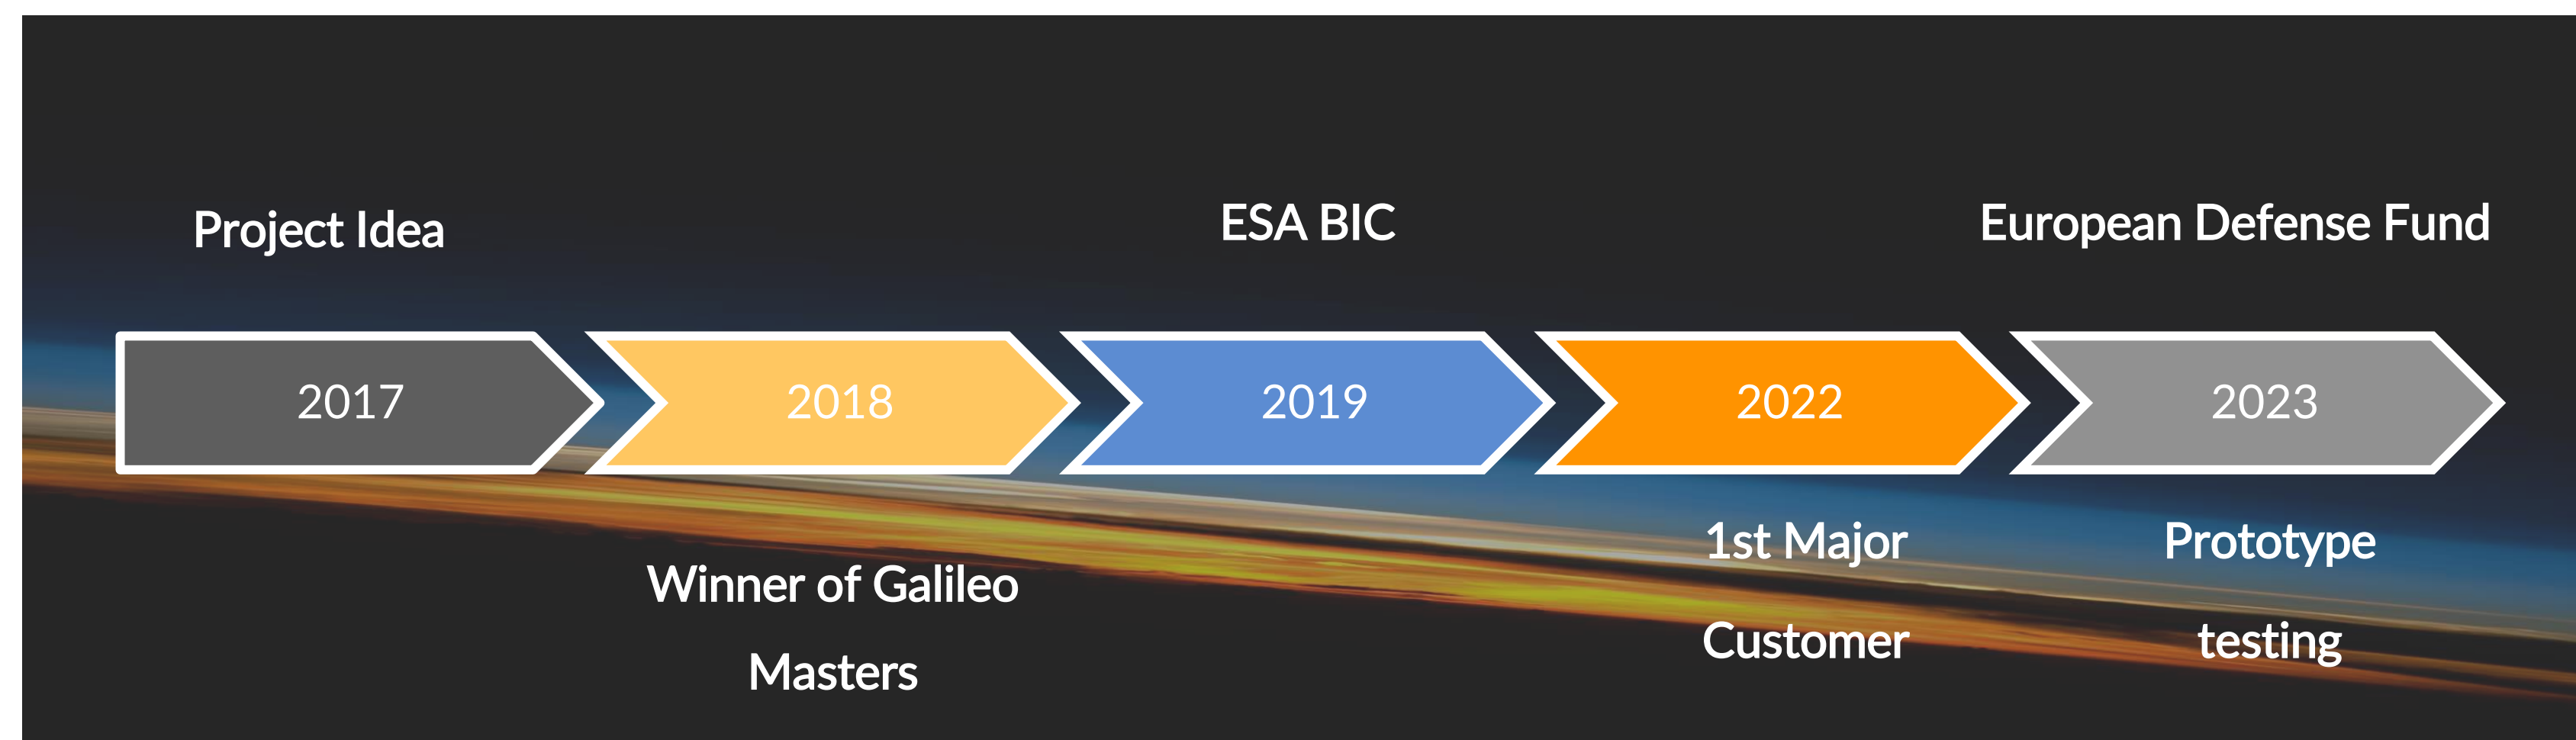 Project Idea
ESA BIC
European Defense Fund
2017
2018
2019
2022
2023
Winner of Galileo
Masters
1st Major
Customer
Prototype
testing